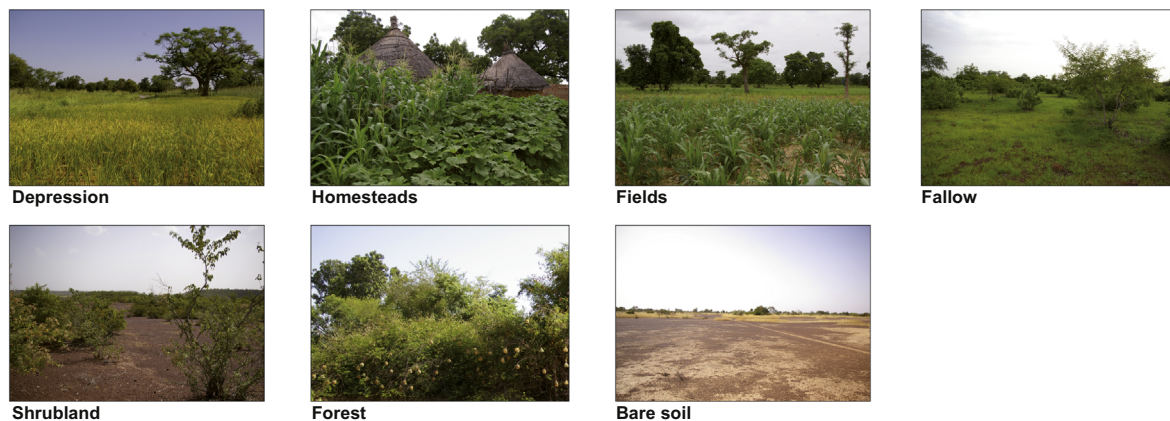 Depression
Homesteads
Fields
Fallow
Shrubland
Forest
Bare soil